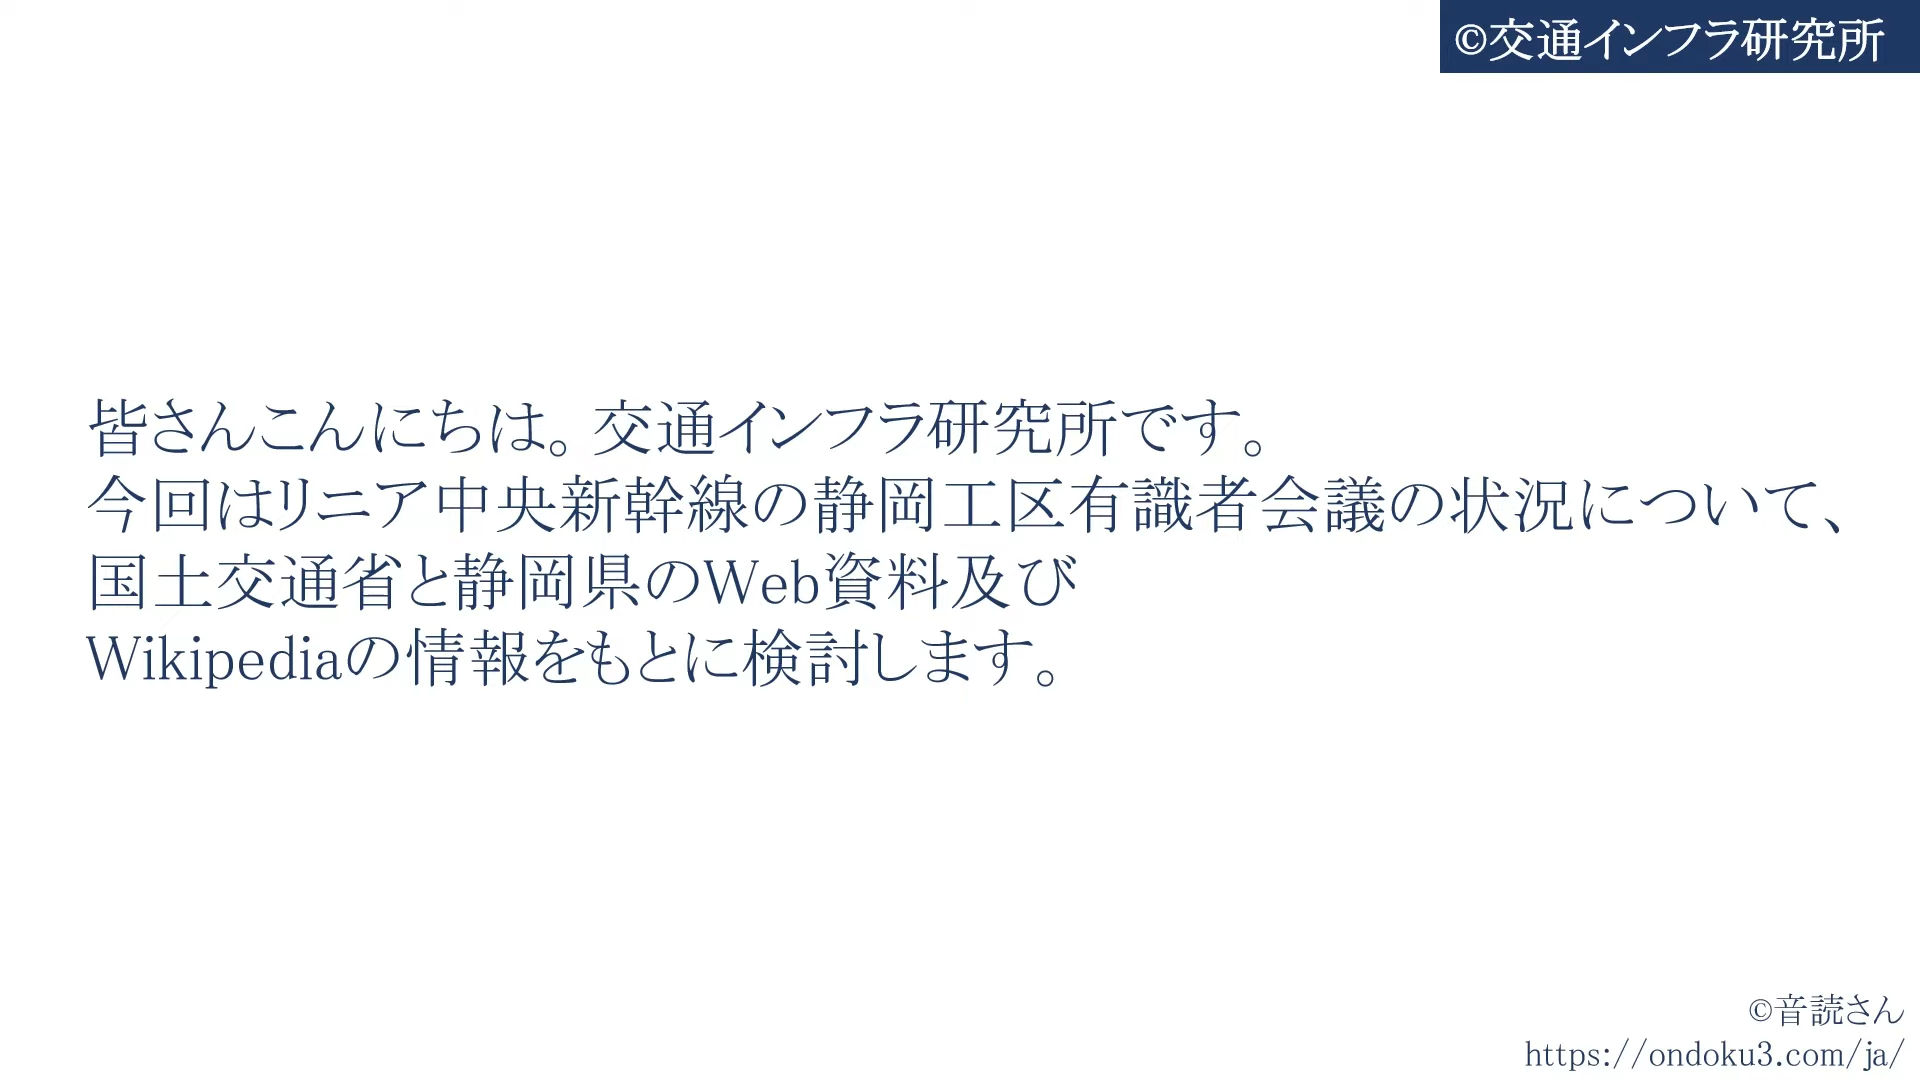 ©交通インフラ研究所
皆さんこんにちは。交通インフラ研究所です。
今回はリニア中央新幹線の静岡工区有識者会議の状況について、
国土交通省と静岡県のWeb資料及び
Wikipediaの情報をもとに検討します。
©音読さん
https://ondoku3.com/ja/